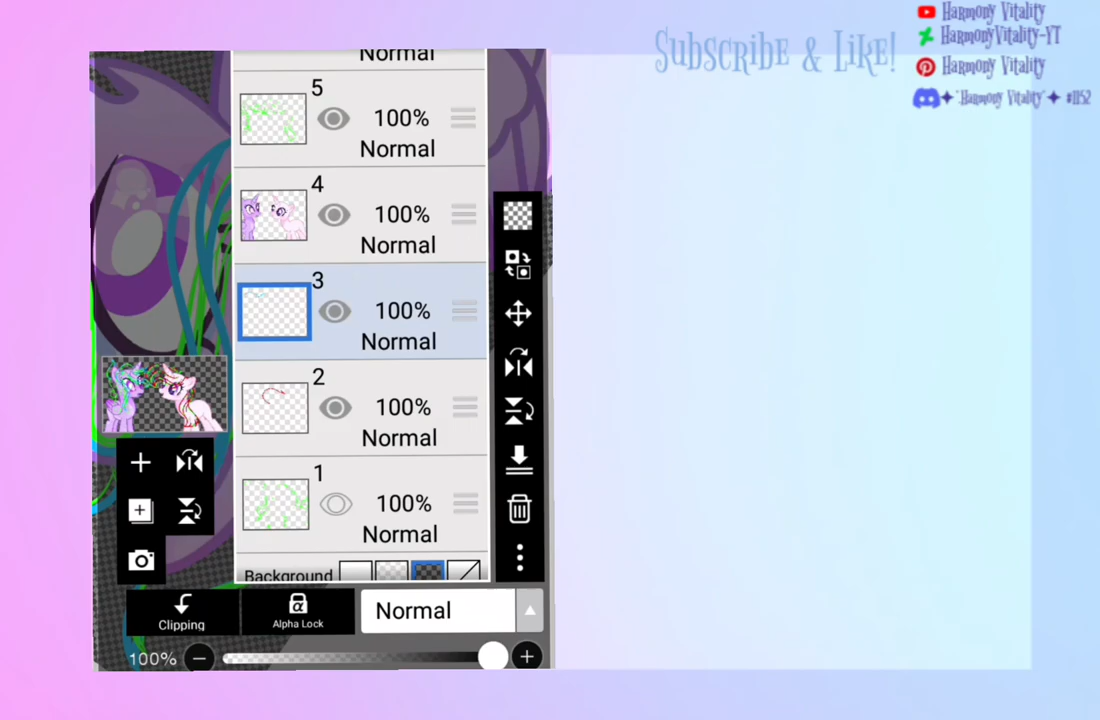 Harmony Vitality
HarmonyVitality-YT
Harmony Vitality
✦˚Harmony Vitality˚✦ #1152
Subscribe & Like!
Normal
5
100%
Normal
4
100%
Normal
3
100%
Normal
2
100%
Normal
1
100%
Normal
Background
Clipping
α
Alpha Lock
Normal
100%